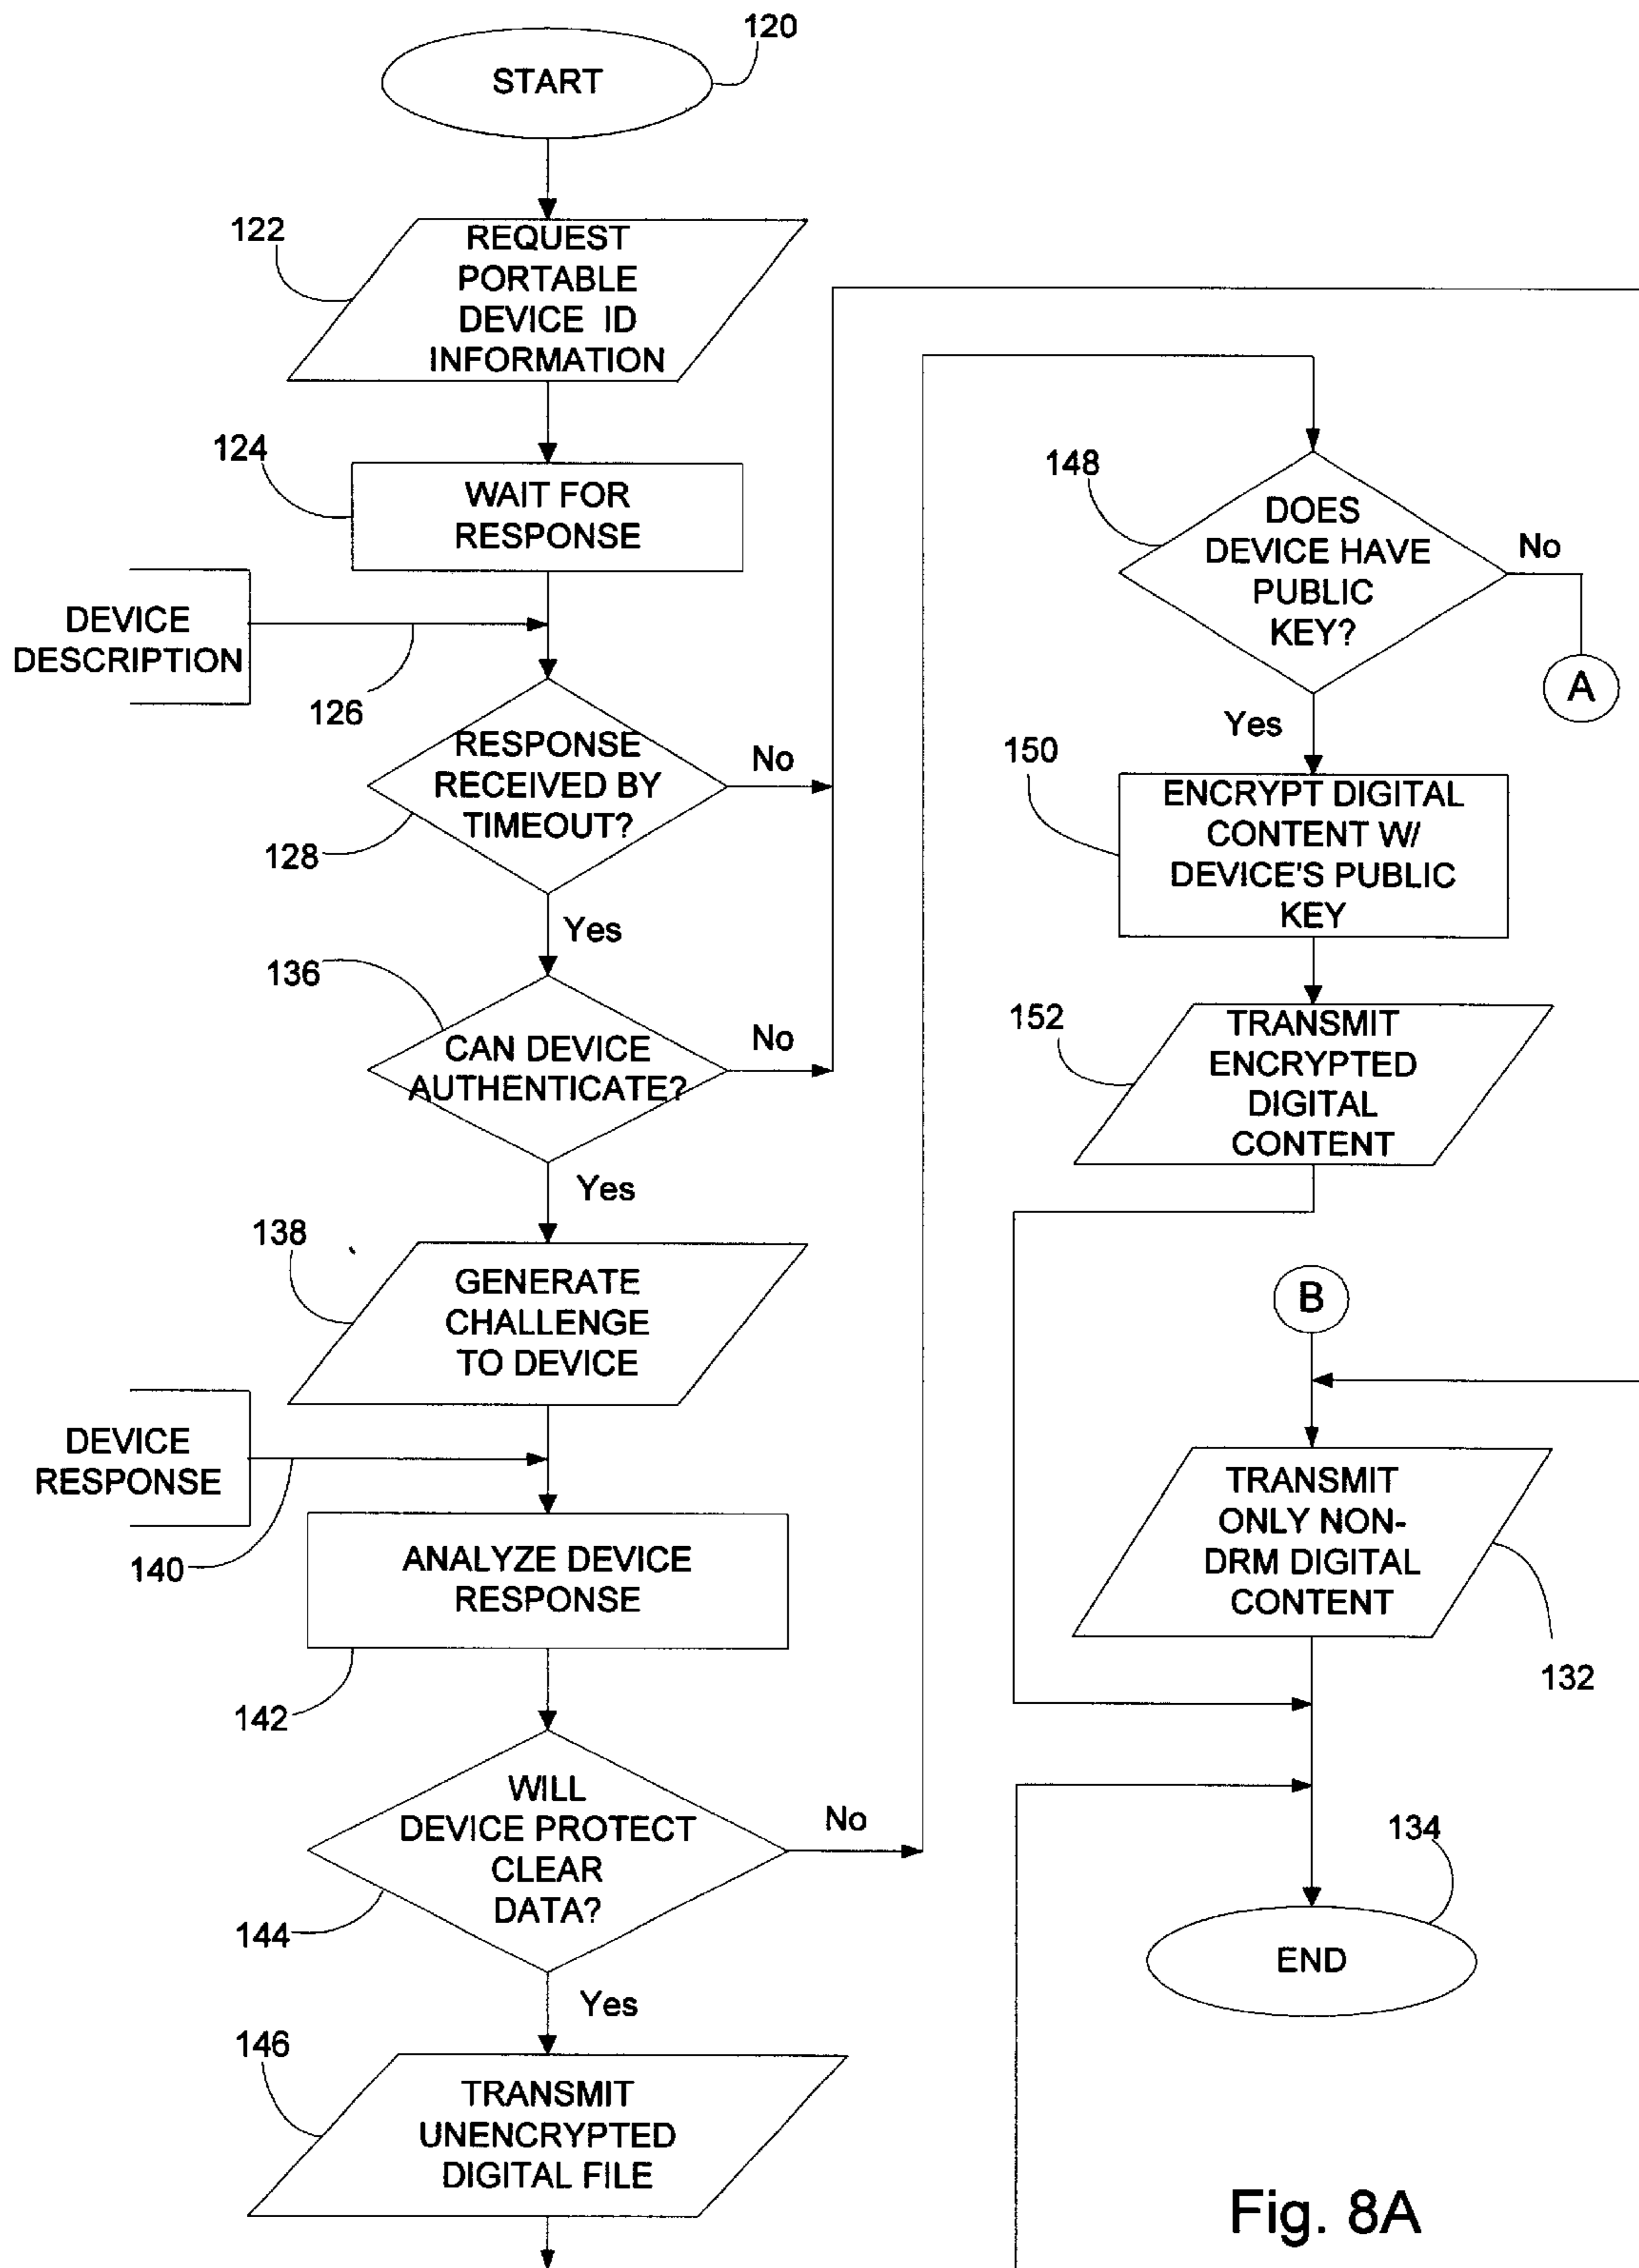 120
START
122
REQUEST
PORTABLE
DEVICE ID
INFORMATION
124
WAIT FOR
RESPONSE
DEVICE
DESCRIPTION
126
RESPONSE
RECEIVED BY
TIMEOUT?
No
128
Yes
136
CAN DEVICE
AUTHENTICATE?
No
Yes
138
GENERATE
CHALLENGE
TO DEVICE
DEVICE
RESPONSE
140
ANALYZE DEVICE
RESPONSE
142
WILL
DEVICE PROTECT
CLEAR
DATA?
No
144
Yes
146
TRANSMIT
UNENCRYPTED
DIGITAL FILE
148
DOES
DEVICE HAVE
PUBLIC
KEY?
No
A
Yes
150
ENCRYPT DIGITAL
CONTENT W/
DEVICE'S PUBLIC
KEY
152
TRANSMIT
ENCRYPTED
DIGITAL
CONTENT
B
TRANSMIT
ONLY NON-
DRM DIGITAL
CONTENT
132
134
END
Fig. 8A